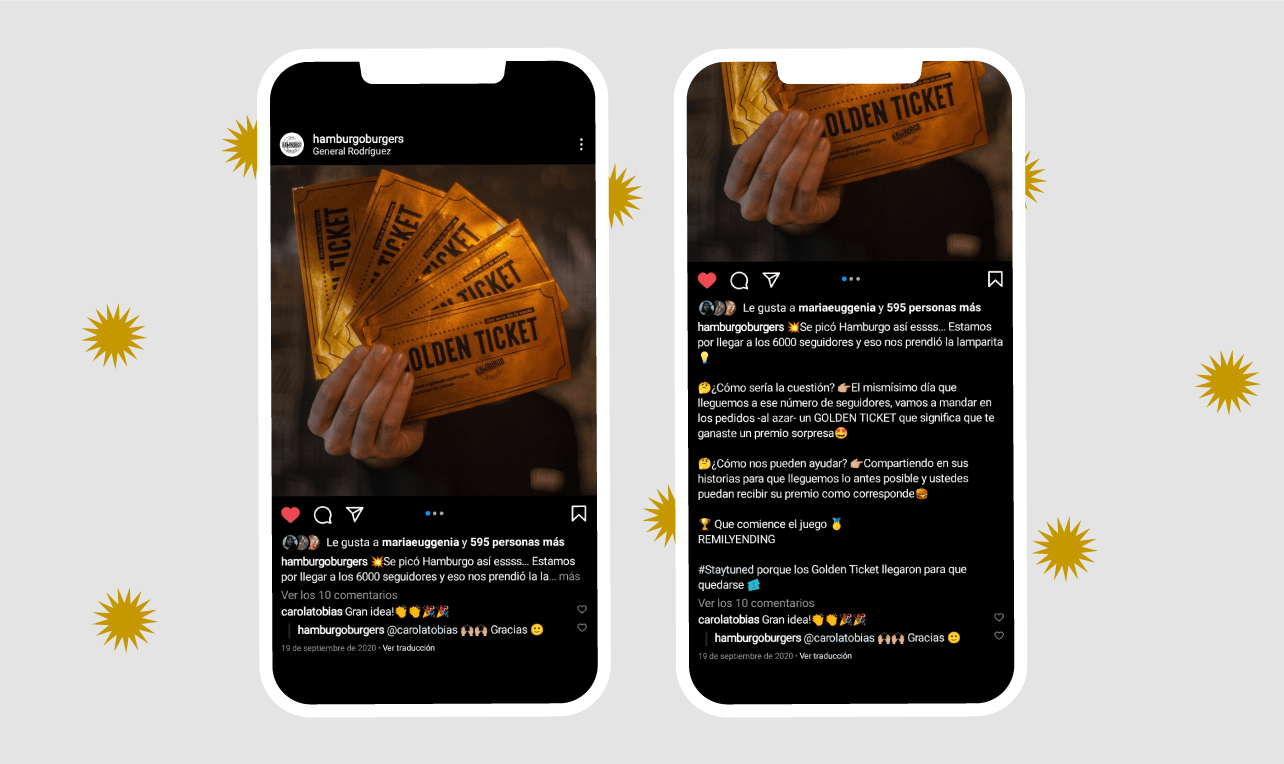 hamburgoburgers
General Rodríguez
TICKET
N TICKET
GOLDEN TICKET
HAMBURGO
Le gusta a mariaeuggenia y 595 personas más
hamburgoburgers 💥Se picó Hamburgo así essss... Estamos
por llegar a los 6000 seguidores y eso nos prendió la la... más
Ver los 10 comentarios
carolatobias Gran idea!👏👏🎉🎉
hamburgoburgers @carolatobias 🙌🏼🙌🏼 Gracias 🙂
19 de septiembre de 2020 · Ver traducción
OLDEN TICKET
HAMBURGO
Le gusta a mariaeuggenia y 595 personas más
hamburgoburgers 💥Se picó Hamburgo así essss... Estamos
por llegar a los 6000 seguidores y eso nos prendió la lamparita
💡
🤔¿Cómo sería la cuestión? 👉🏼El mismísimo día que
lleguemos a ese número de seguidores, vamos a mandar en
los pedidos -al azar- un GOLDEN TICKET que significa que te
ganaste un premio sorpresa🤩
🤔¿Cómo nos pueden ayudar? 👉🏼Compartiendo en sus
historias para que lleguemos lo antes posible y ustedes
puedan recibir su premio como corresponde🍔
🏆 Que comience el juego 🏅
REMILYENDING
#Staytuned porque los Golden Ticket llegaron para que
quedarse 🎫
Ver los 10 comentarios
carolatobias Gran idea!👏👏🎉🎉
hamburgoburgers @carolatobias 🙌🏼🙌🏼 Gracias 🙂
19 de septiembre de 2020 · Ver traducción